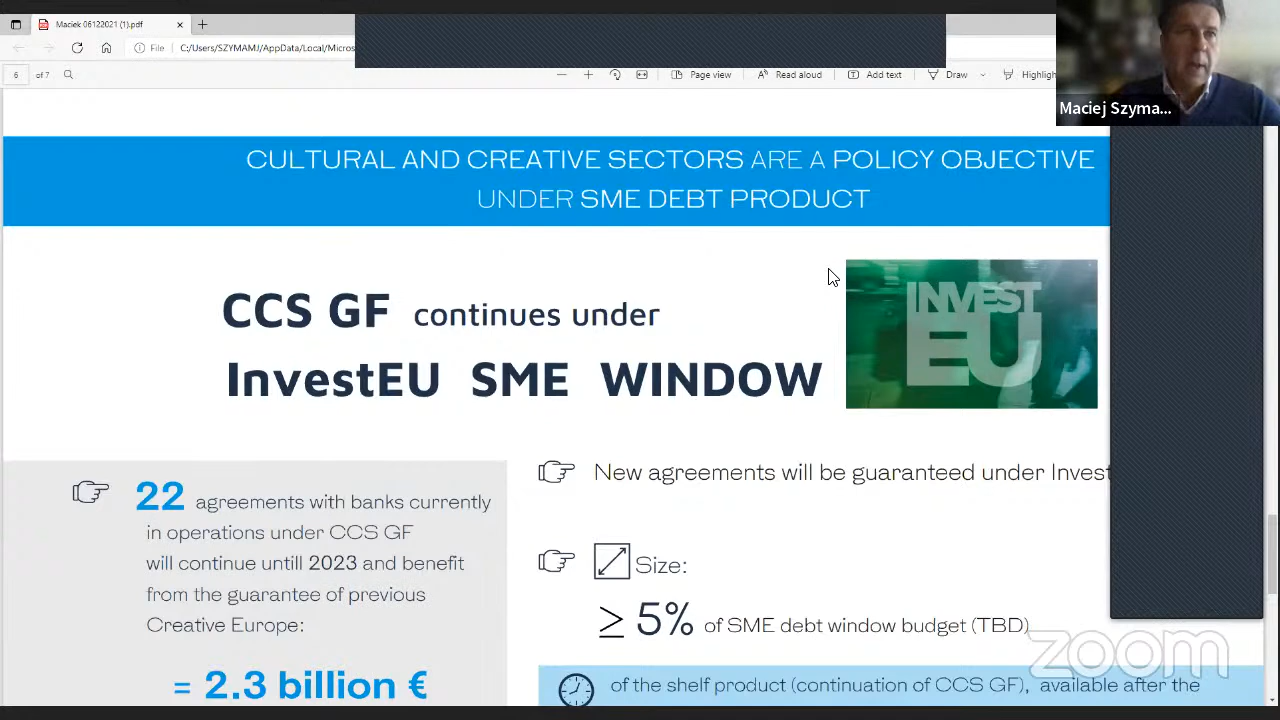 Maciek 06122021 (1).pdf
File
C:/Users/SZYMAMJ/AppData/Local/Micros
6 of 7
Page view
Read aloud
Add text
Draw
Highligh
Maciej Szyma...
CULTURAL AND CREATIVE SECTORS ARE A POLICY OBJECTIVE
UNDER SME DEBT PRODUCT
CCS GF continues under
InvestEU SME WINDOW
INVEST
EU
22 agreements with banks currently
in operations under CCS GF
will continue untill 2023 and benefit
from the guarantee of previous
Creative Europe:
= 2.3 billion €
New agreements will be guaranteed under Invest
Size:
≥ 5% of SME debt window budget (TBD)
of the shelf product (continuation of CCS GF), available after the
zoom